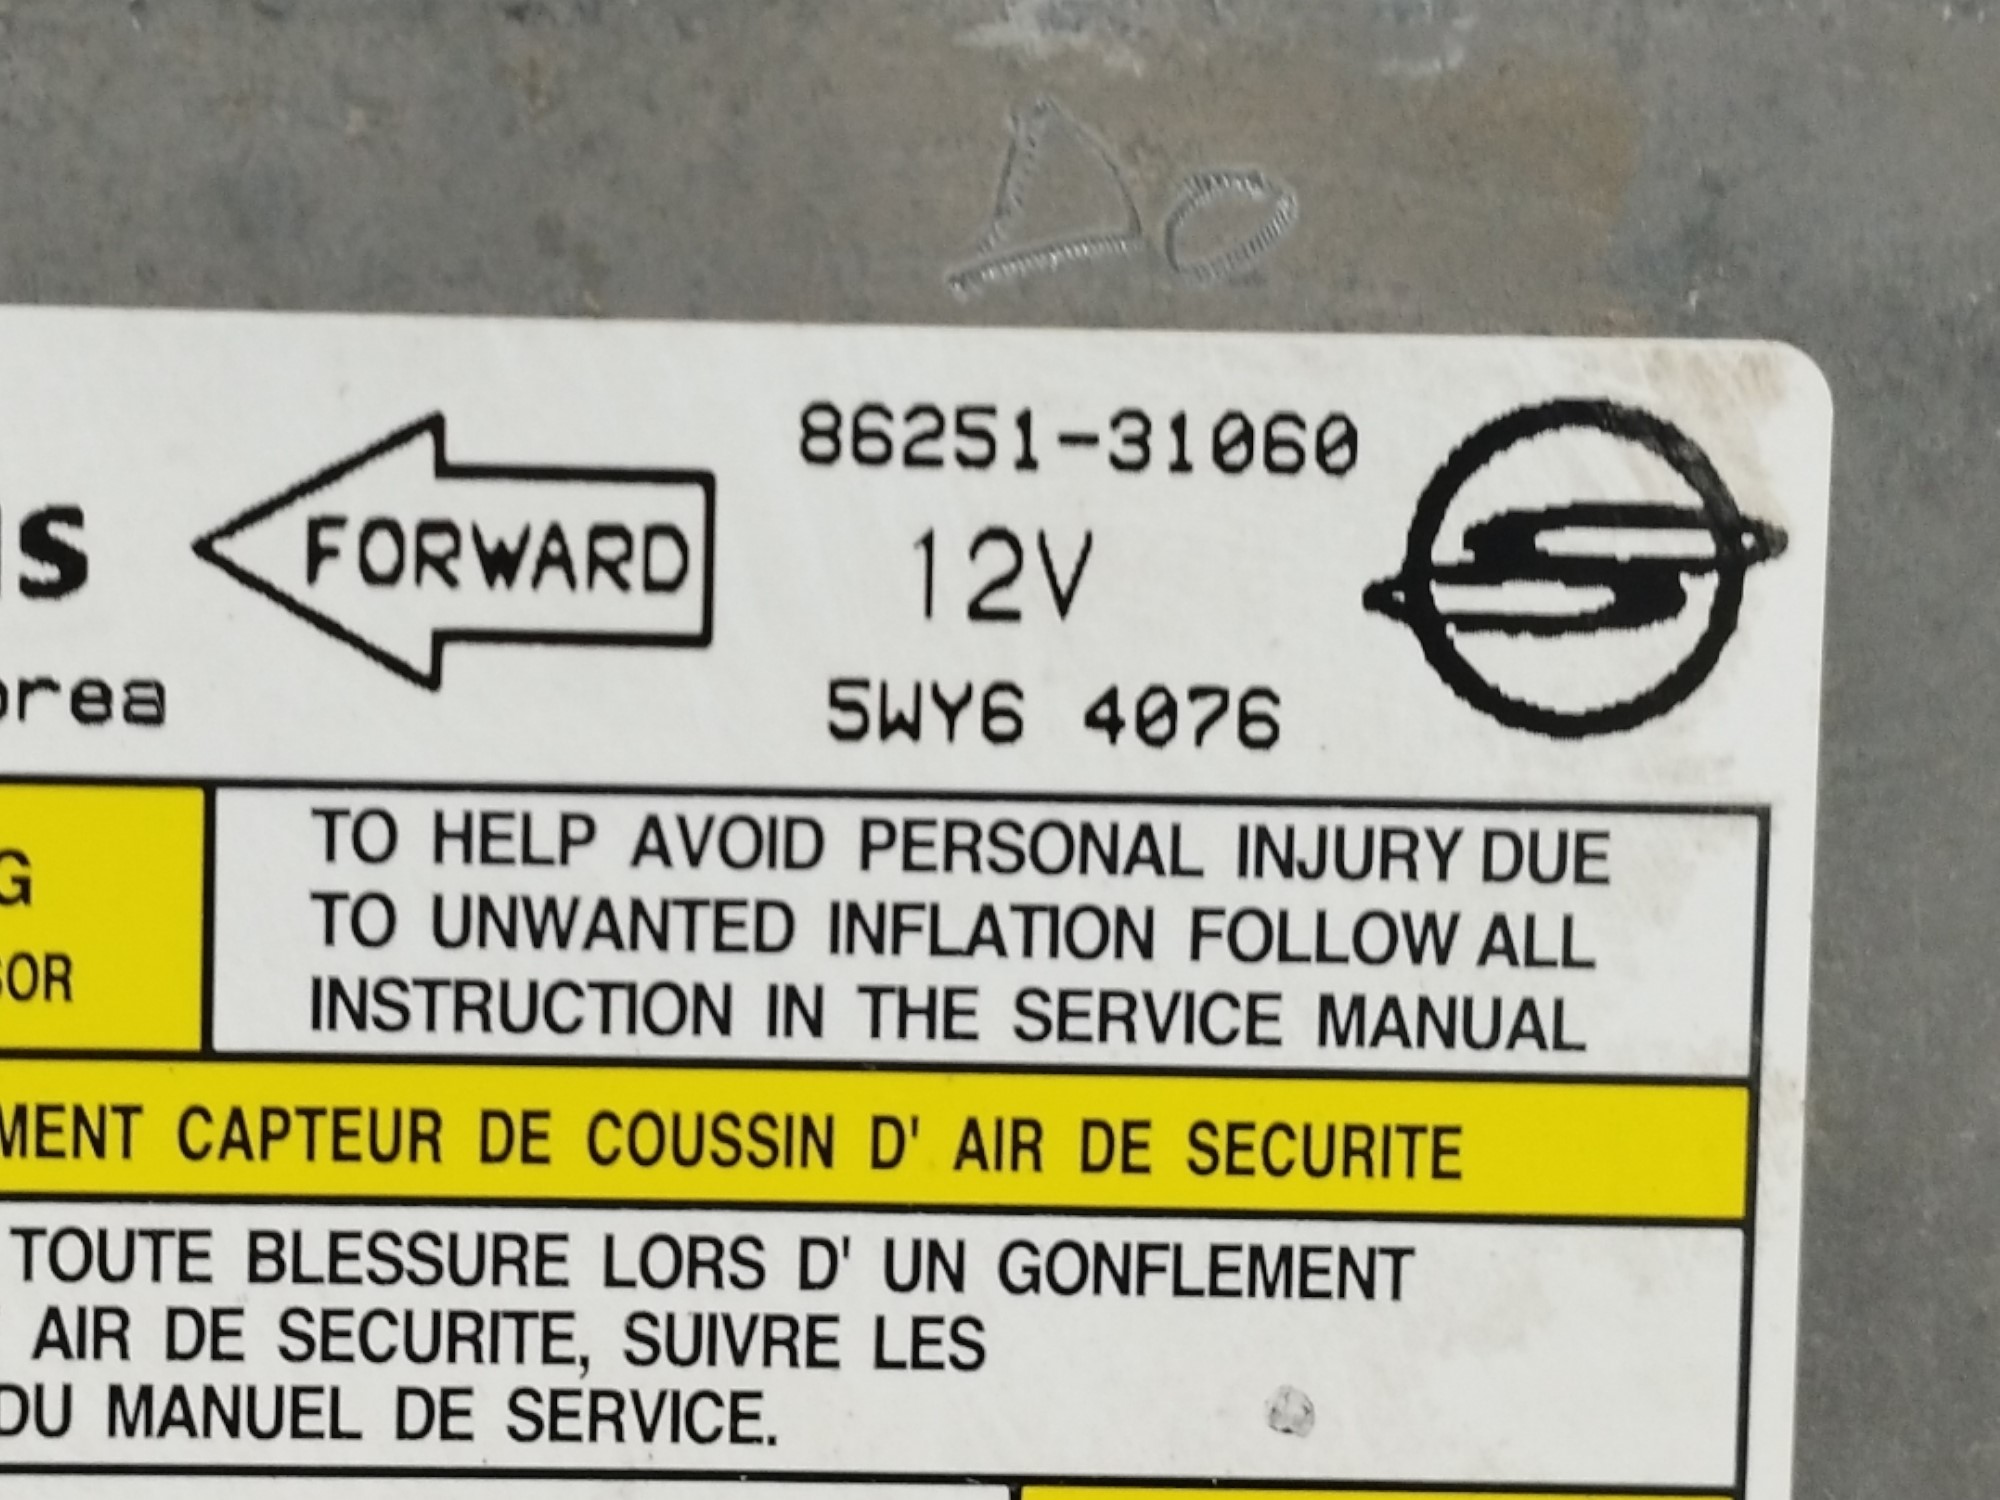 86251-31060
FORWARD
12V
5WY6 4076
TO HELP AVOID PERSONAL INJURY DUE
TO UNWANTED INFLATION FOLLOW ALL
INSTRUCTION IN THE SERVICE MANUAL
CAPTEUR DE COUSSIN D' AIR DE SECURITE
TOUTE BLESSURE LORS D' UN GONFLEMENT
AIR DE SECURITE, SUIVRE LES
DU MANUEL DE SERVICE.